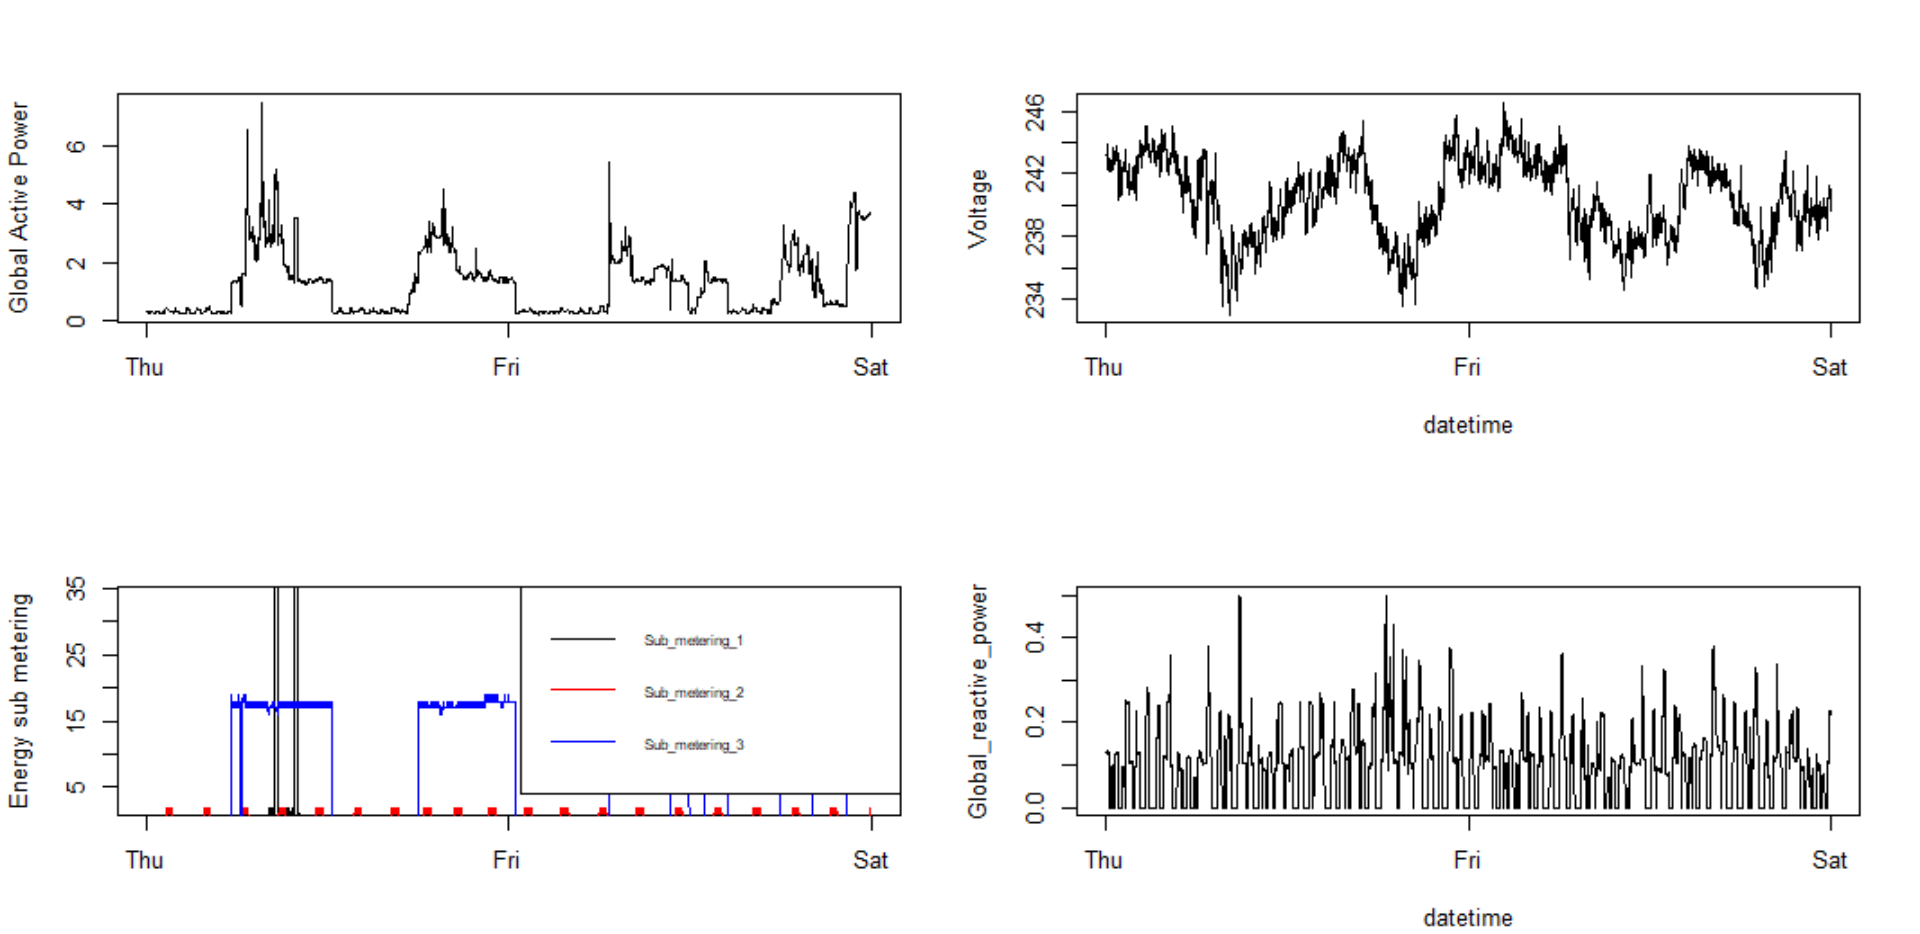 Global Active Power
6
4
2
0
Thu Fri Sat
Voltage
246
242
238
234
Thu Fri Sat
datetime
Energy sub metering
35
25
15
5
Sub_metering_1
Sub_metering_2
Sub_metering_3
Thu Fri Sat
Global_reactive_power
0.4
0.2
0.0
Thu Fri Sat
datetime